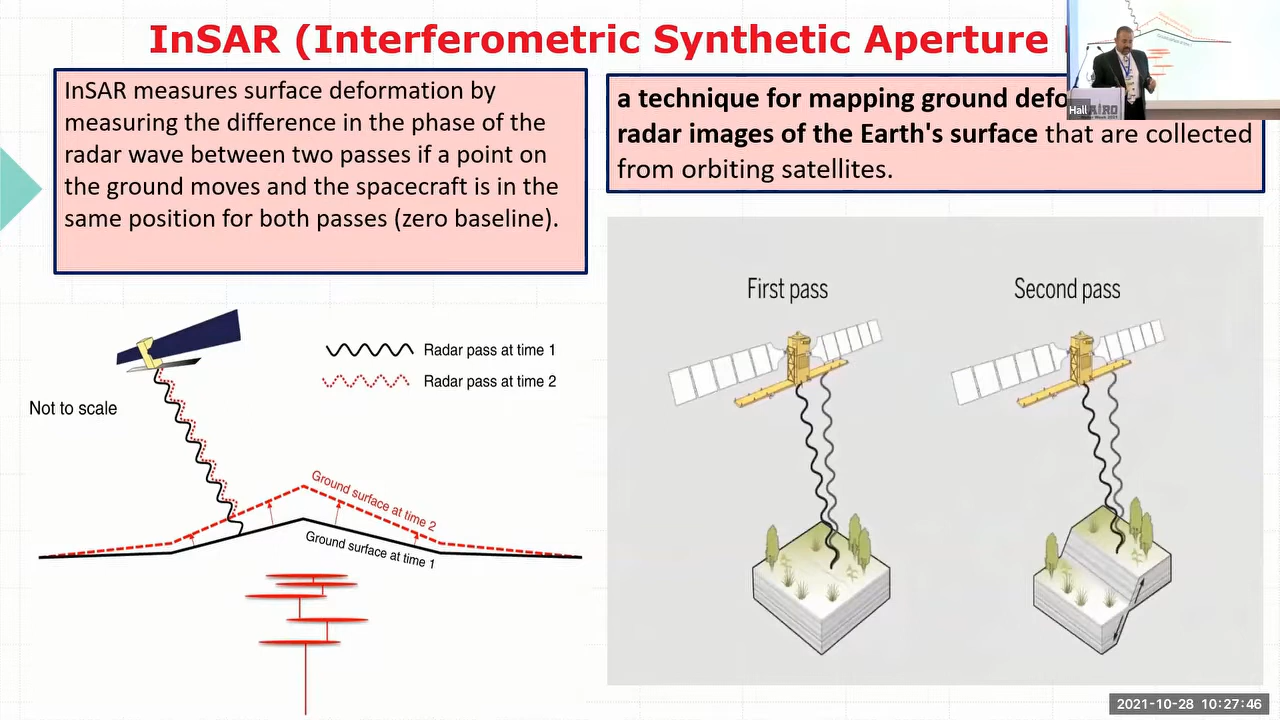 InSAR (Interferometric Synthetic Aperture
InSAR measures surface deformation by
measuring the difference in the phase of the
radar wave between two passes if a point on
the ground moves and the spacecraft is in the
same position for both passes (zero baseline).
a technique for mapping ground defo
radar images of the Earth's surface that are collected
from orbiting satellites.
Hall
Radar pass at time 1
Radar pass at time 2
Not to scale
Ground surface at time 2
Ground surface at time 1
First pass
Second pass
2021-10-28 10:27:46